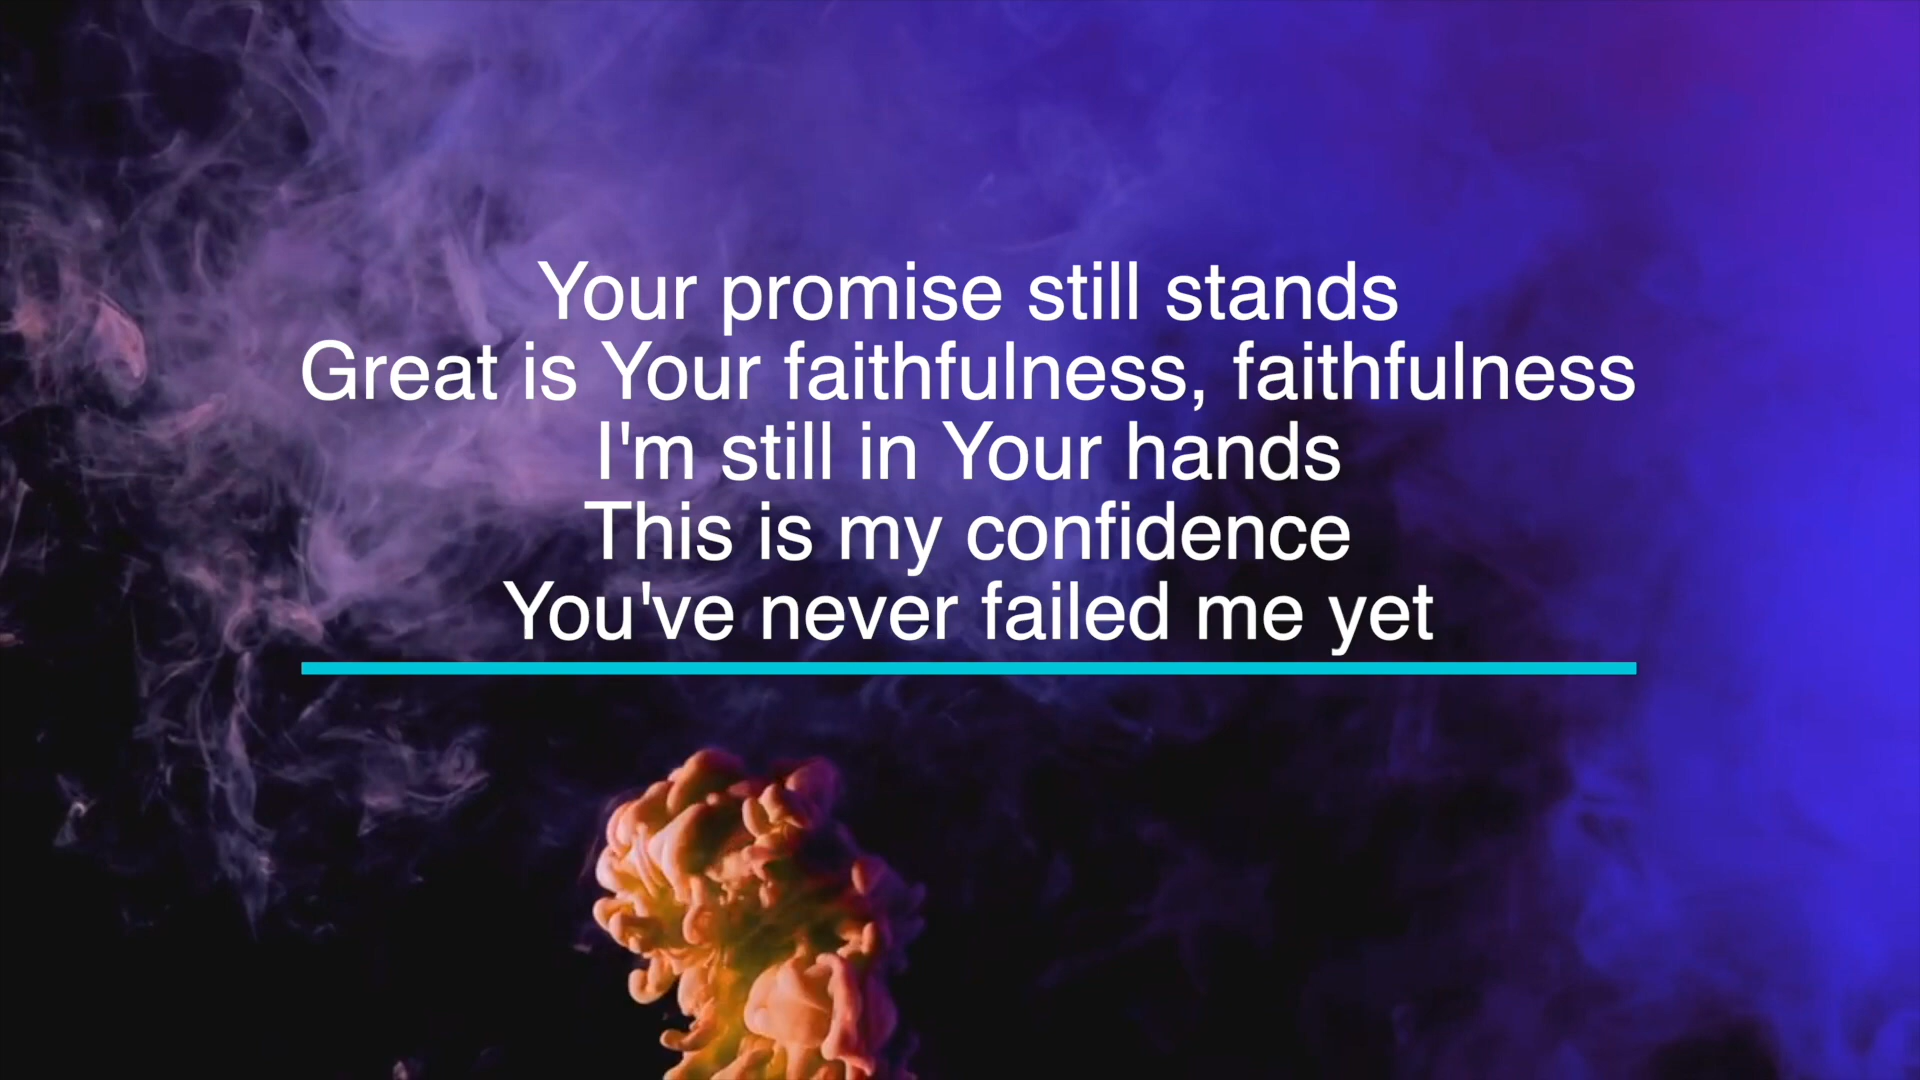 Your promise still stands
Great is Your faithfulness, faithfulness
I'm still in Your hands
This is my confidence
You've never failed me yet